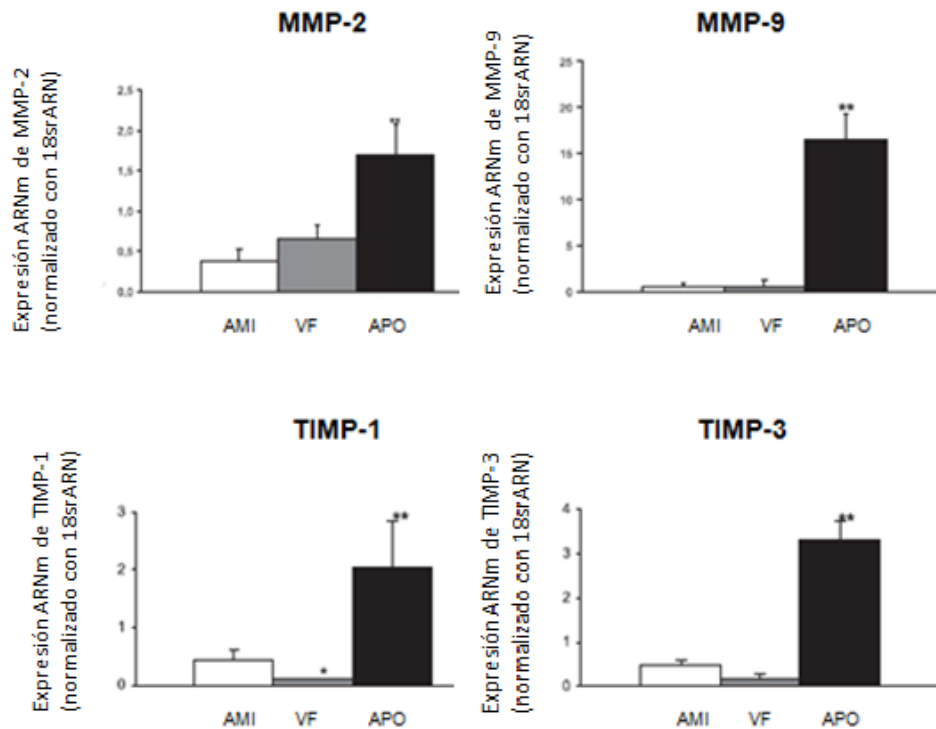 MMP-2
Expresión ARNm de MMP-2
(normalizado con 18srARN)
2,5
2,0
1,5
1,0
0,5
0,0
**
AMI VF APO
MMP-9
Expresión ARNm de MMP-9
(normalizado con 18srARN)
25
20
15
10
5
0
**
AMI VF APO
TIMP-1
Expresión ARNm de TIMP-1
(normalizado con 18srARN)
3
2
1
0
*
**
AMI VF APO
TIMP-3
Expresión ARNm de TIMP-3
(normalizado con 18srARN)
4
3
2
1
0
**
AMI VF APO